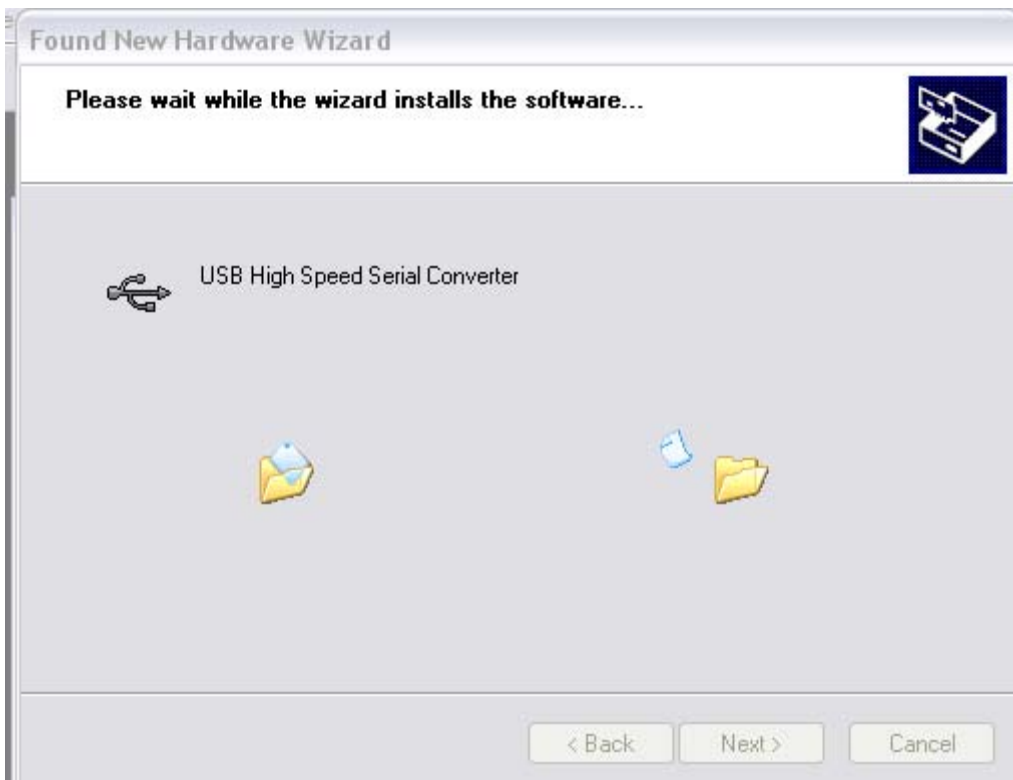 Found New Hardware Wizard
Please wait while the wizard installs the software...
USB High Speed Serial Converter
< Back
Next >
Cancel